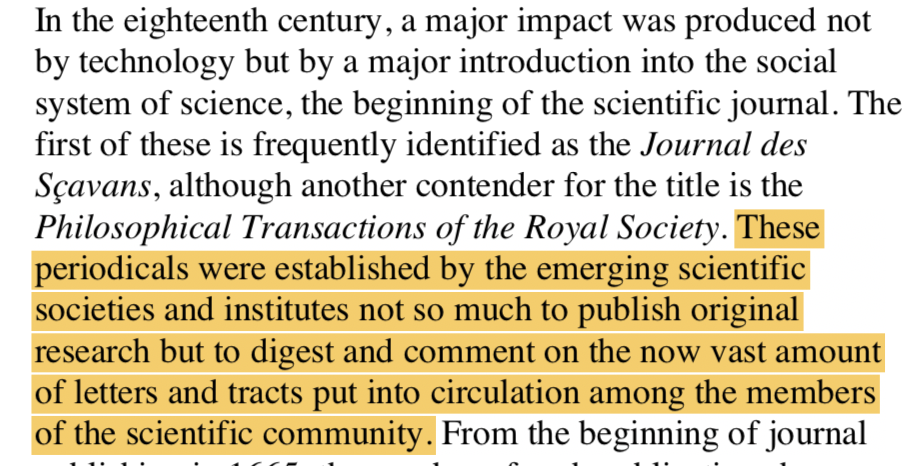 In the eighteenth century, a major impact was produced not
by technology but by a major introduction into the social
system of science, the beginning of the scientific journal. The
first of these is frequently identified as the Journal des
Sçavans, although another contender for the title is the
Philosophical Transactions of the Royal Society. These
periodicals were established by the emerging scientific
societies and institutes not so much to publish original
research but to digest and comment on the now vast amount
of letters and tracts put into circulation among the members
of the scientific community. From the beginning of journal